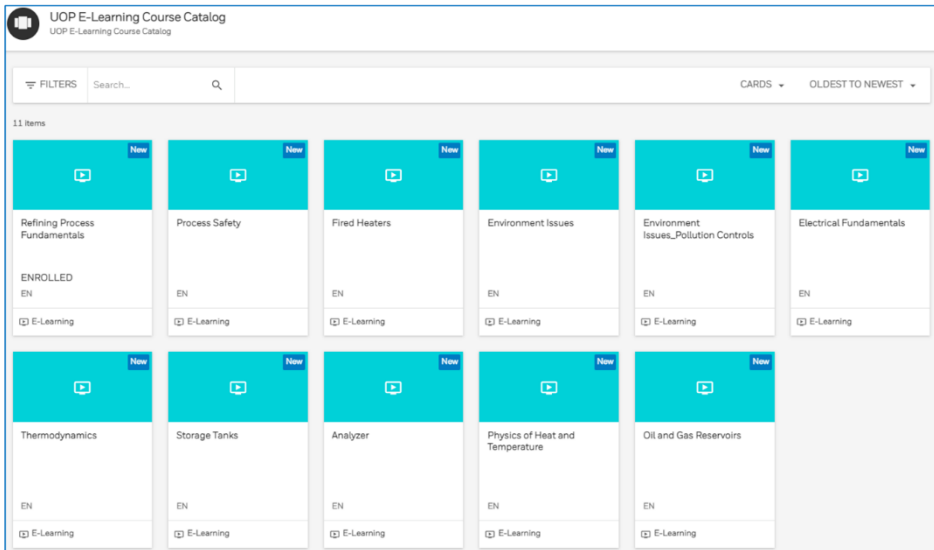 UOP E-Learning Course Catalog
UOP E-Learning Course Catalog
FILTERS Search... CARDS OLDEST TO NEWEST
11 items
New New New New New New
Refining Process Fundamentals
ENROLLED
EN
E-Learning
Process Safety
EN
E-Learning
Fired Heaters
EN
E-Learning
Environment Issues
EN
E-Learning
Environment
Issues_Pollution Controls
EN
E-Learning
Electrical Fundamentals
EN
E-Learning
New New New New New
Thermodynamics
EN
E-Learning
Storage Tanks
EN
E-Learning
Analyzer
EN
E-Learning
Physics of Heat and
Temperature
EN
E-Learning
Oil and Gas Reservoirs
EN
E-Learning